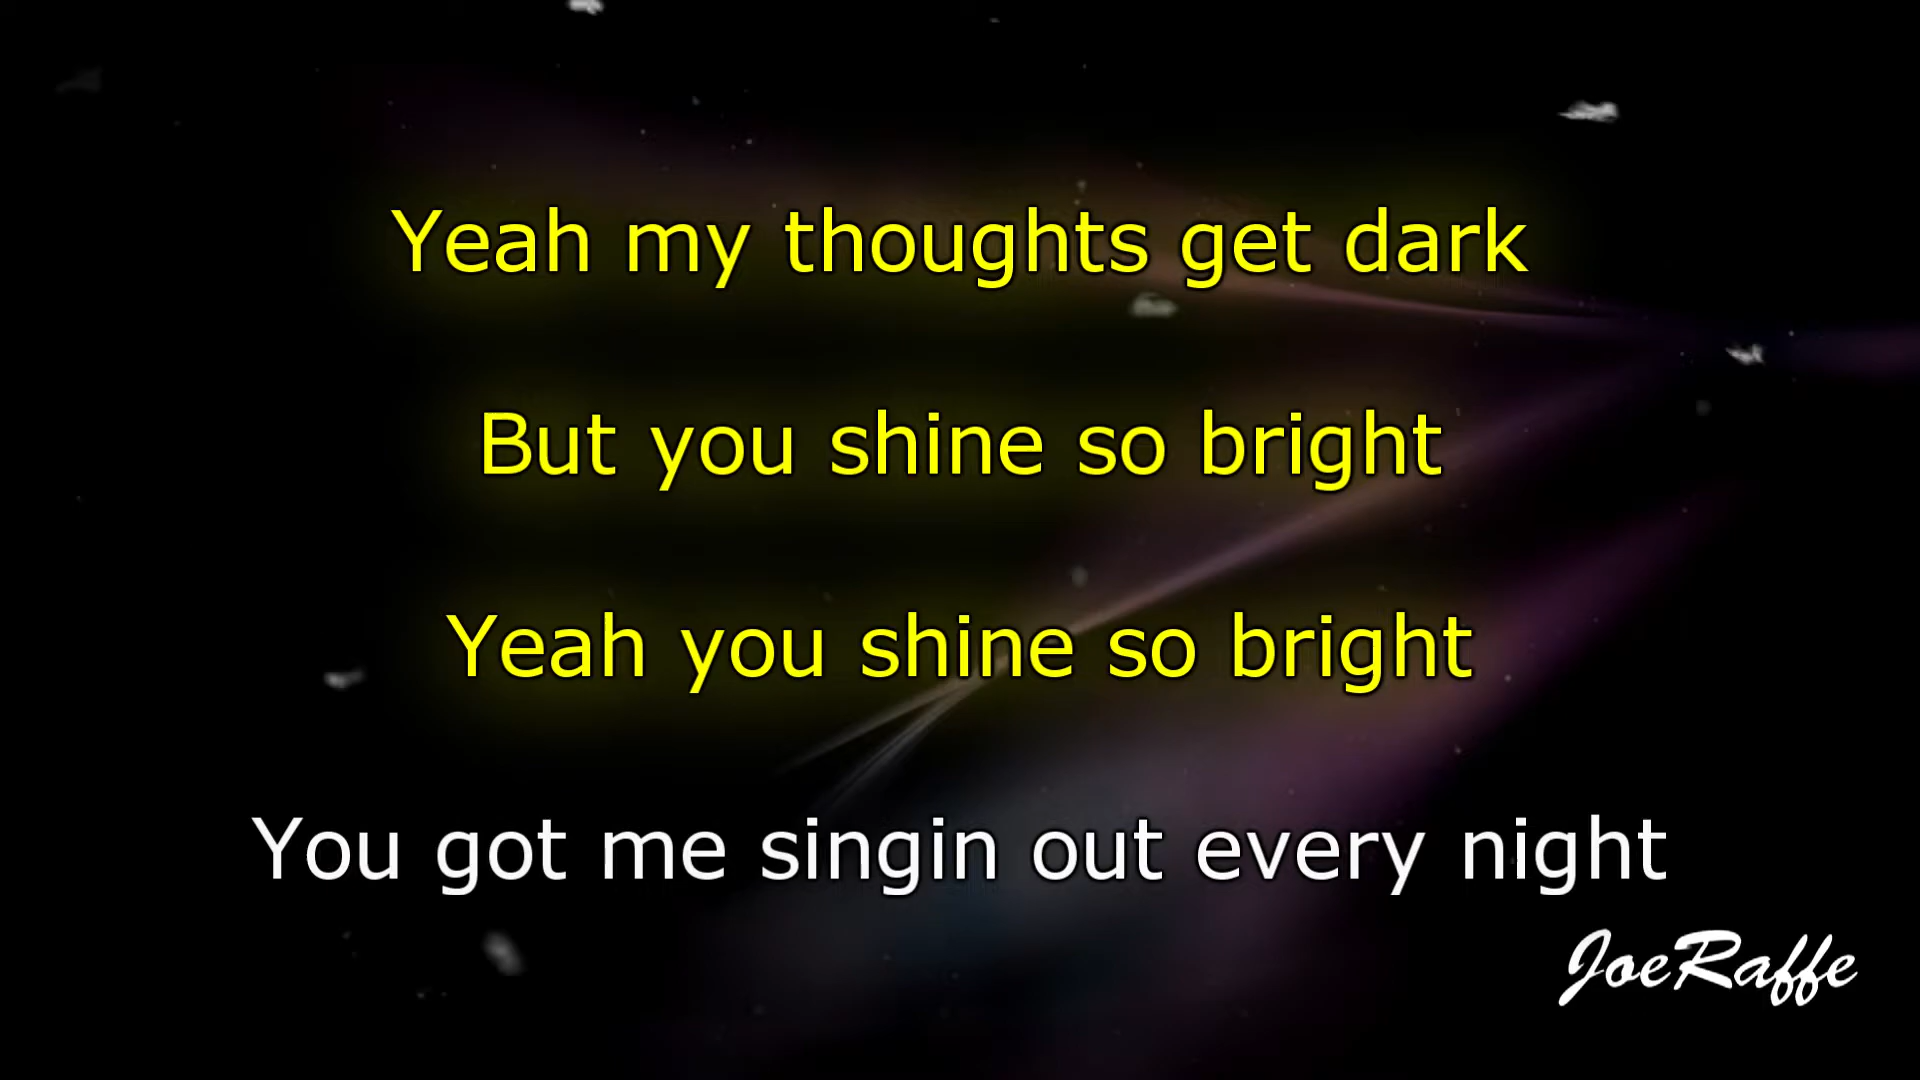 Yeah my thoughts get dark
But you shine so bright
Yeah you shine so bright
You got me singin out every night
JoeRaffe